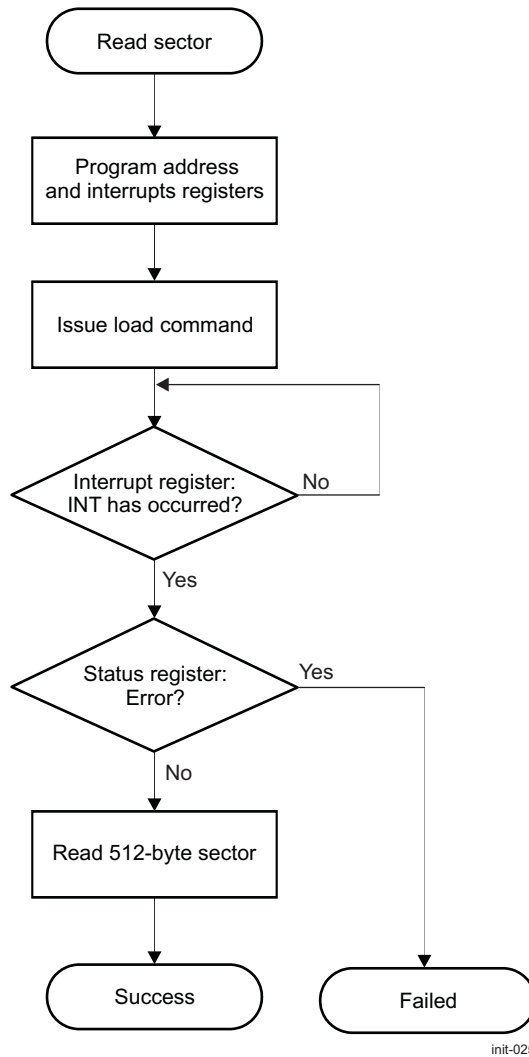 Read sector
Program address
and interrupts registers
Issue load command
Interrupt register:
INT has occurred?
No
Yes
Status register:
Error?
Yes
No
Read 512-byte sector
Success
Failed